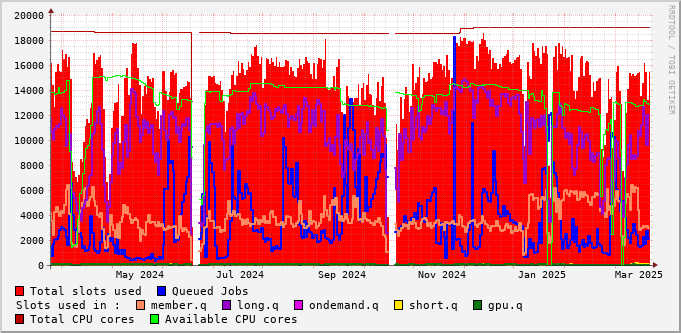 20000
18000
16000
14000
12000
10000
8000
6000
4000
2000
0
May 2024 Jul 2024 Sep 2024 Nov 2024 Jan 2025 Mar 2025
Total slots used Queued Jobs
Slots used in : member.q long.q ondemand.q short.q gpu.q
Total CPU cores Available CPU cores
RRDTOOL / TOBI OETIKER